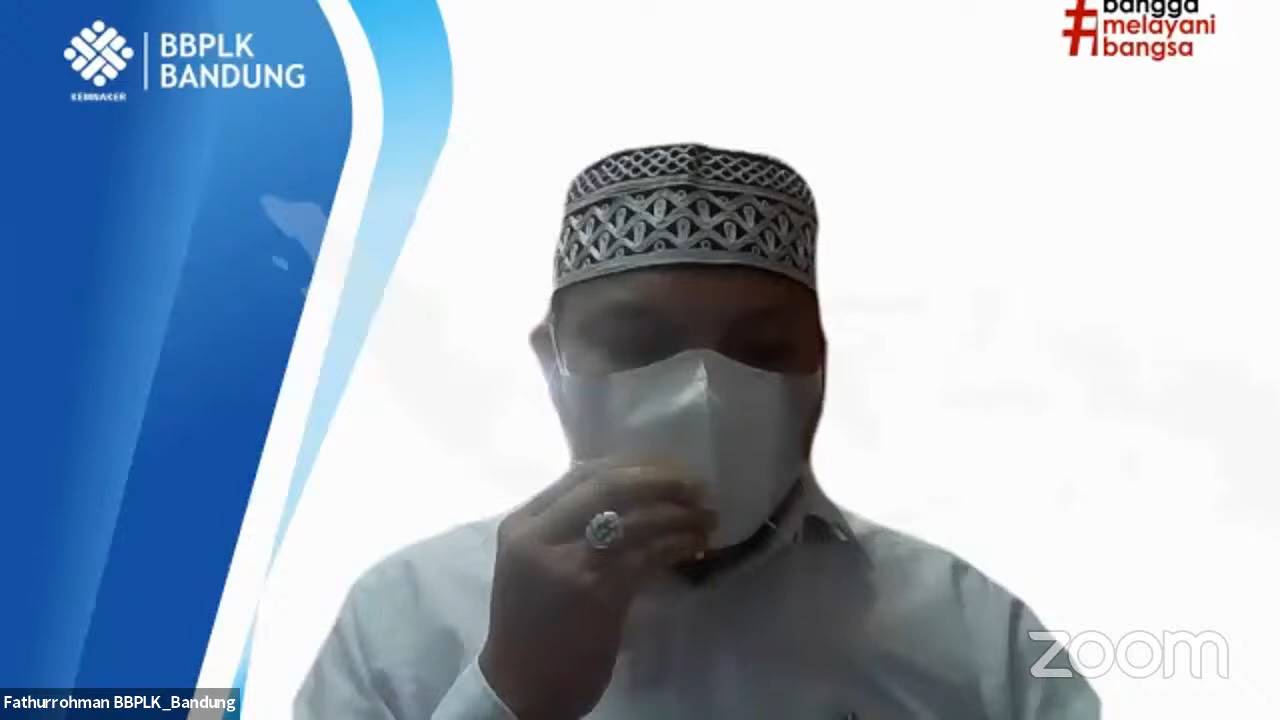 BBPLK
BANDUNG
KEMNAKER
bangga
#melayani
bangsa
zoom
Fathurrohman BBPLK_Bandung